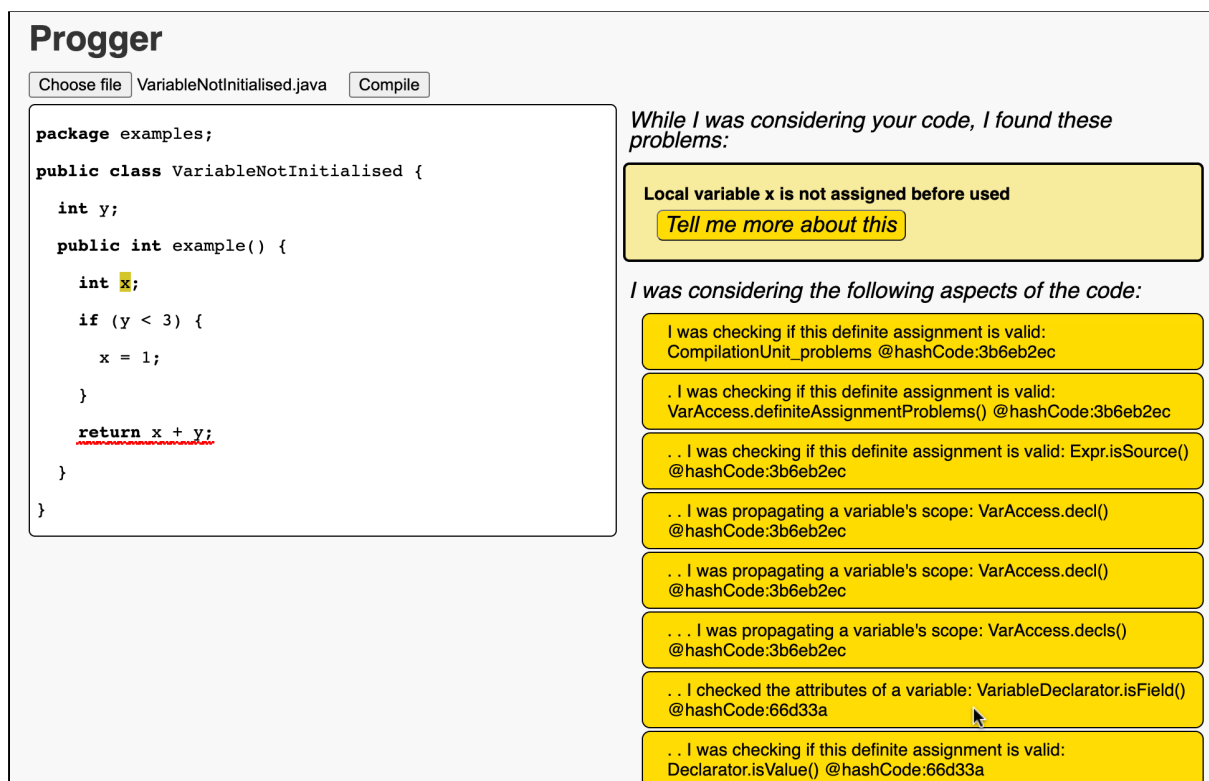 Progger
Choose file VariableNotInitialised.java Compile
package examples;
public class VariableNotInitialised {
int y;
public int example() {
int x;
if (y < 3) {
x = 1;
}
return x + y;
}
}
While I was considering your code, I found these
problems:
Local variable x is not assigned before used
Tell me more about this
I was considering the following aspects of the code:
I was checking if this definite assignment is valid:
CompilationUnit_problems @hashCode:3b6eb2ec
. I was checking if this definite assignment is valid:
VarAccess.definiteAssignmentProblems() @hashCode:3b6eb2ec
. . I was checking if this definite assignment is valid: Expr.isSource()
@hashCode:3b6eb2ec
. . I was propagating a variable's scope: VarAccess.decl()
@hashCode:3b6eb2ec
. . I was propagating a variable's scope: VarAccess.decl()
@hashCode:3b6eb2ec
. . . I was propagating a variable's scope: VarAccess.decls()
@hashCode:3b6eb2ec
. . I checked the attributes of a variable: VariableDeclarator.isField()
@hashCode:66d33a
. . I was checking if this definite assignment is valid:
Declarator.isValue() @hashCode:66d33a